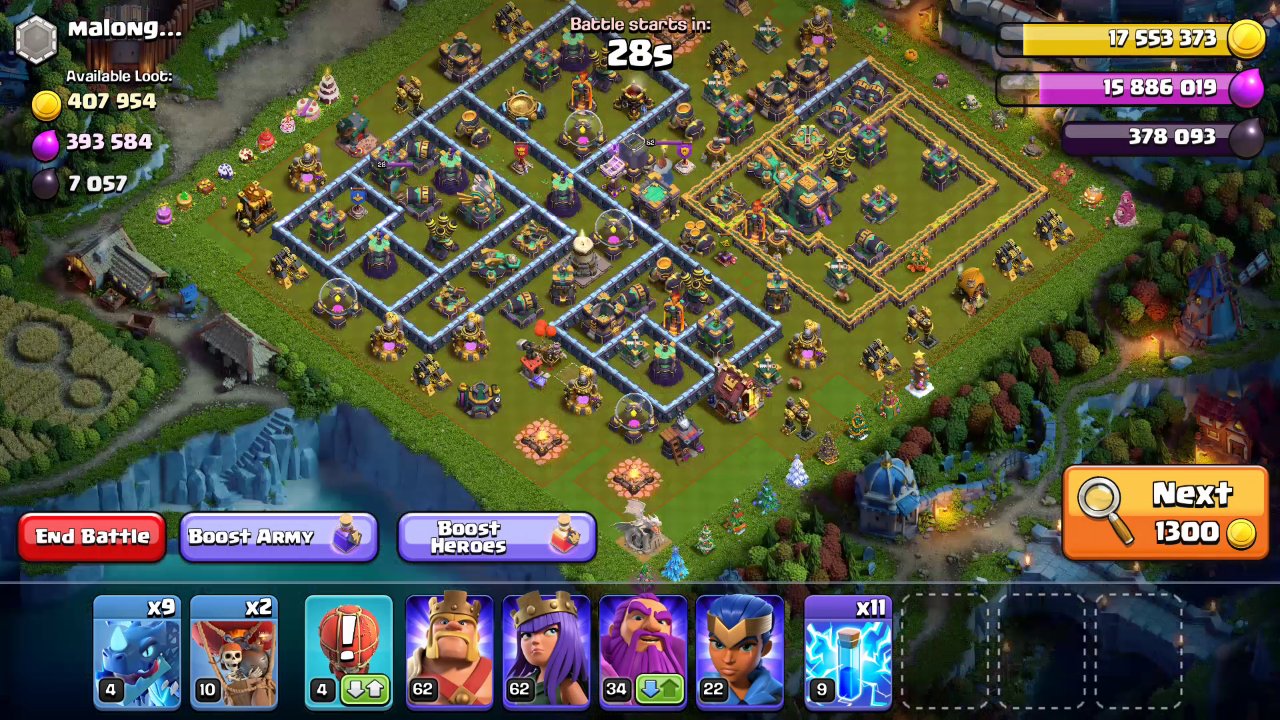 Malong...
Available Loot:
407 954
393 584
7 057
Battle starts in:
28s
17 553 373
15 886 019
378 093
Next
1300
End Battle
Boost Army
Boost
Heroes
x9
x2
x11
4
10
!
4
62
62
34
22
9